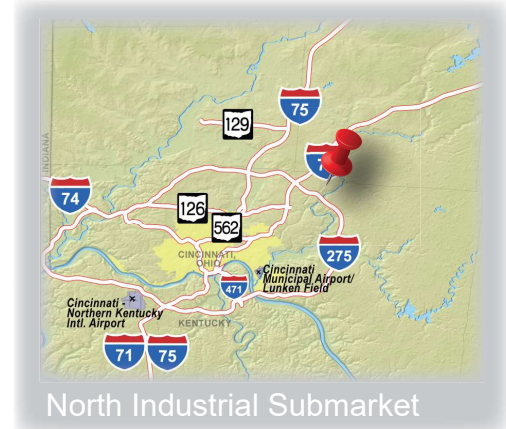 75
129
7
INDIANA
74
126
562
CINCINNATI,
OHIO
275
Cincinnati
Municipal Airport/
Lunken Field
471
Cincinnati -
Northern Kentucky
Intl. Airport
KENTUCKY
71
75
North Industrial Submarket